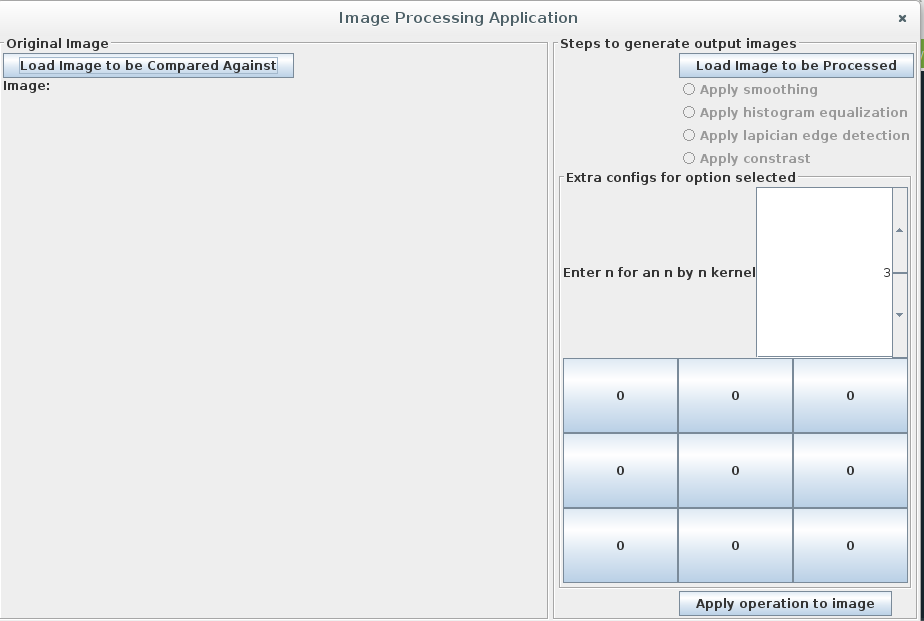 Image Processing Application
Original Image
Load Image to be Compared Against
Image:
Steps to generate output images
Load Image to be Processed
Apply smoothing
Apply histogram equalization
Apply lapician edge detection
Apply constrast
Extra configs for option selected
Enter n for an n by n kernel 3
0 0 0
0 0 0
0 0 0
Apply operation to image